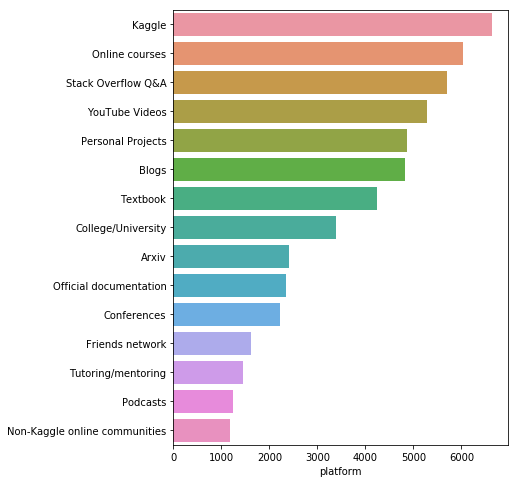 Kaggle
Online courses
Stack Overflow Q&A
YouTube Videos
Personal Projects
Blogs
Textbook
College/University
Arxiv
Official documentation
Conferences
Friends network
Tutoring/mentoring
Podcasts
Non-Kaggle online communities
0 1000 2000 3000 4000 5000 6000
platform